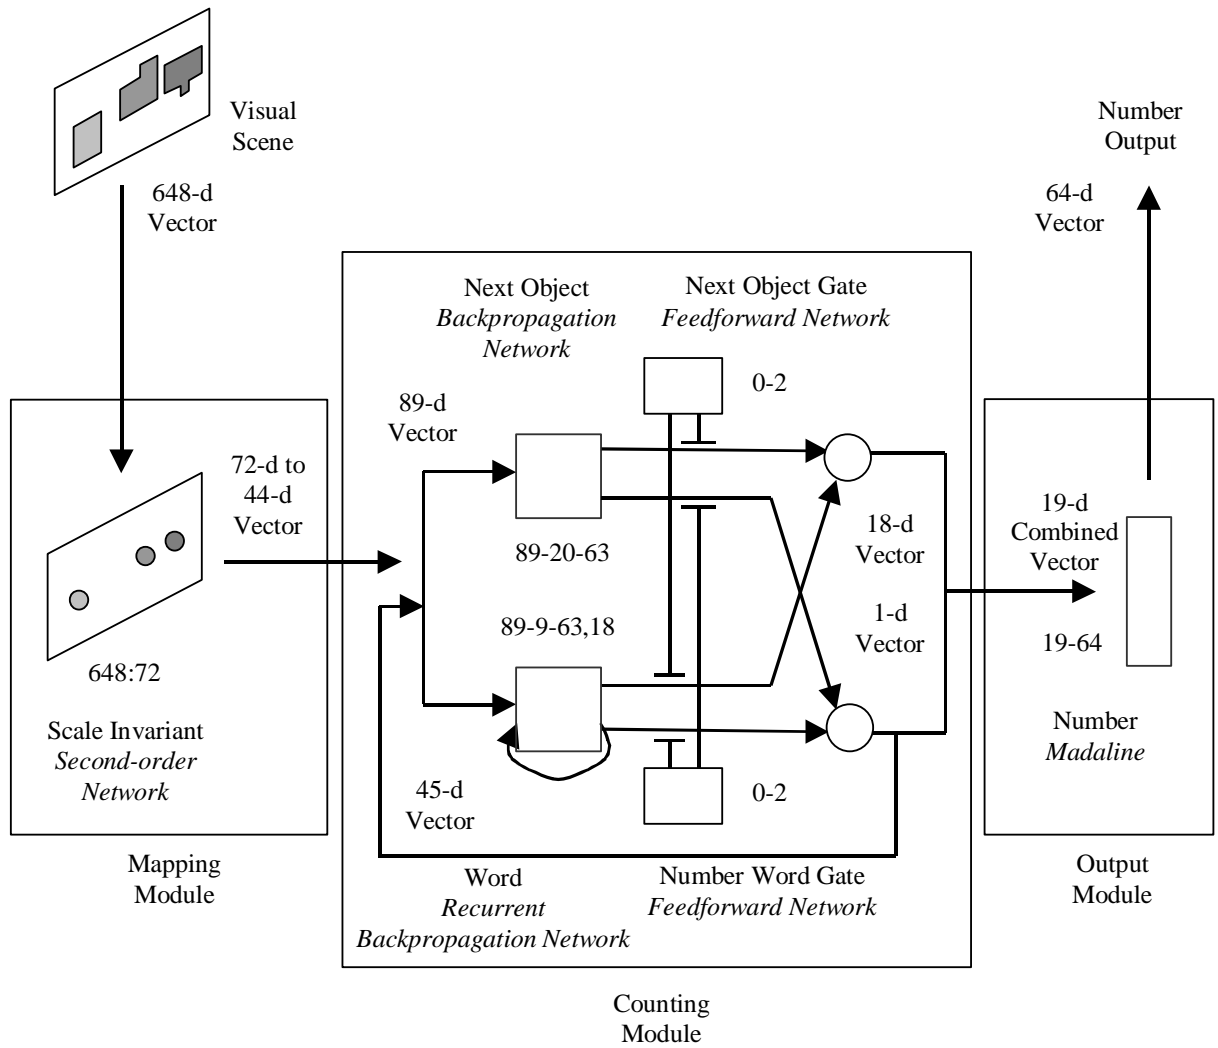 Visual
Scene
648-d
Vector
Number
Output
64-d
Vector
Next Object
Backpropagation
Network
Next Object Gate
Feedforward Network
0-2
89-d
Vector
72-d to
44-d
Vector
89-20-63
18-d
Vector
19-d
Combined
Vector
89-9-63,18
1-d
Vector
19-64
648:72
Scale Invariant
Second-order
Network
Number
Madaline
45-d
Vector
0-2
Mapping
Module
Word
Recurrent
Backpropagation Network
Number Word Gate
Feedforward Network
Output
Module
Counting
Module